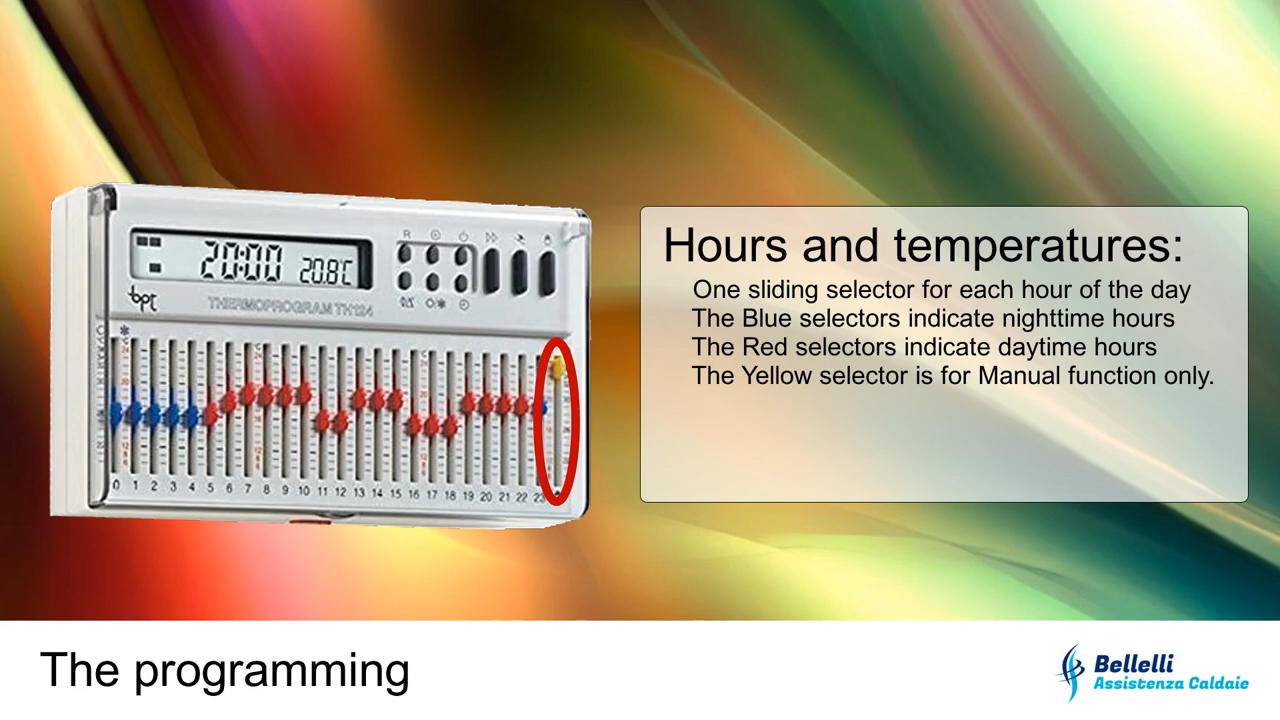 R
20:00 20.8°C
bpt
THERMOPROGRAM TH124
0 1 2 3 4 5 6 7 8 9 10 11 12 13 14 15 16 17 18 19 20 21 22 23
Hours and temperatures:
One sliding selector for each hour of the day
The Blue selectors indicate nighttime hours
The Red selectors indicate daytime hours
The Yellow selector is for Manual function only.
The programming
Bellelli
Assistenza Caldaie